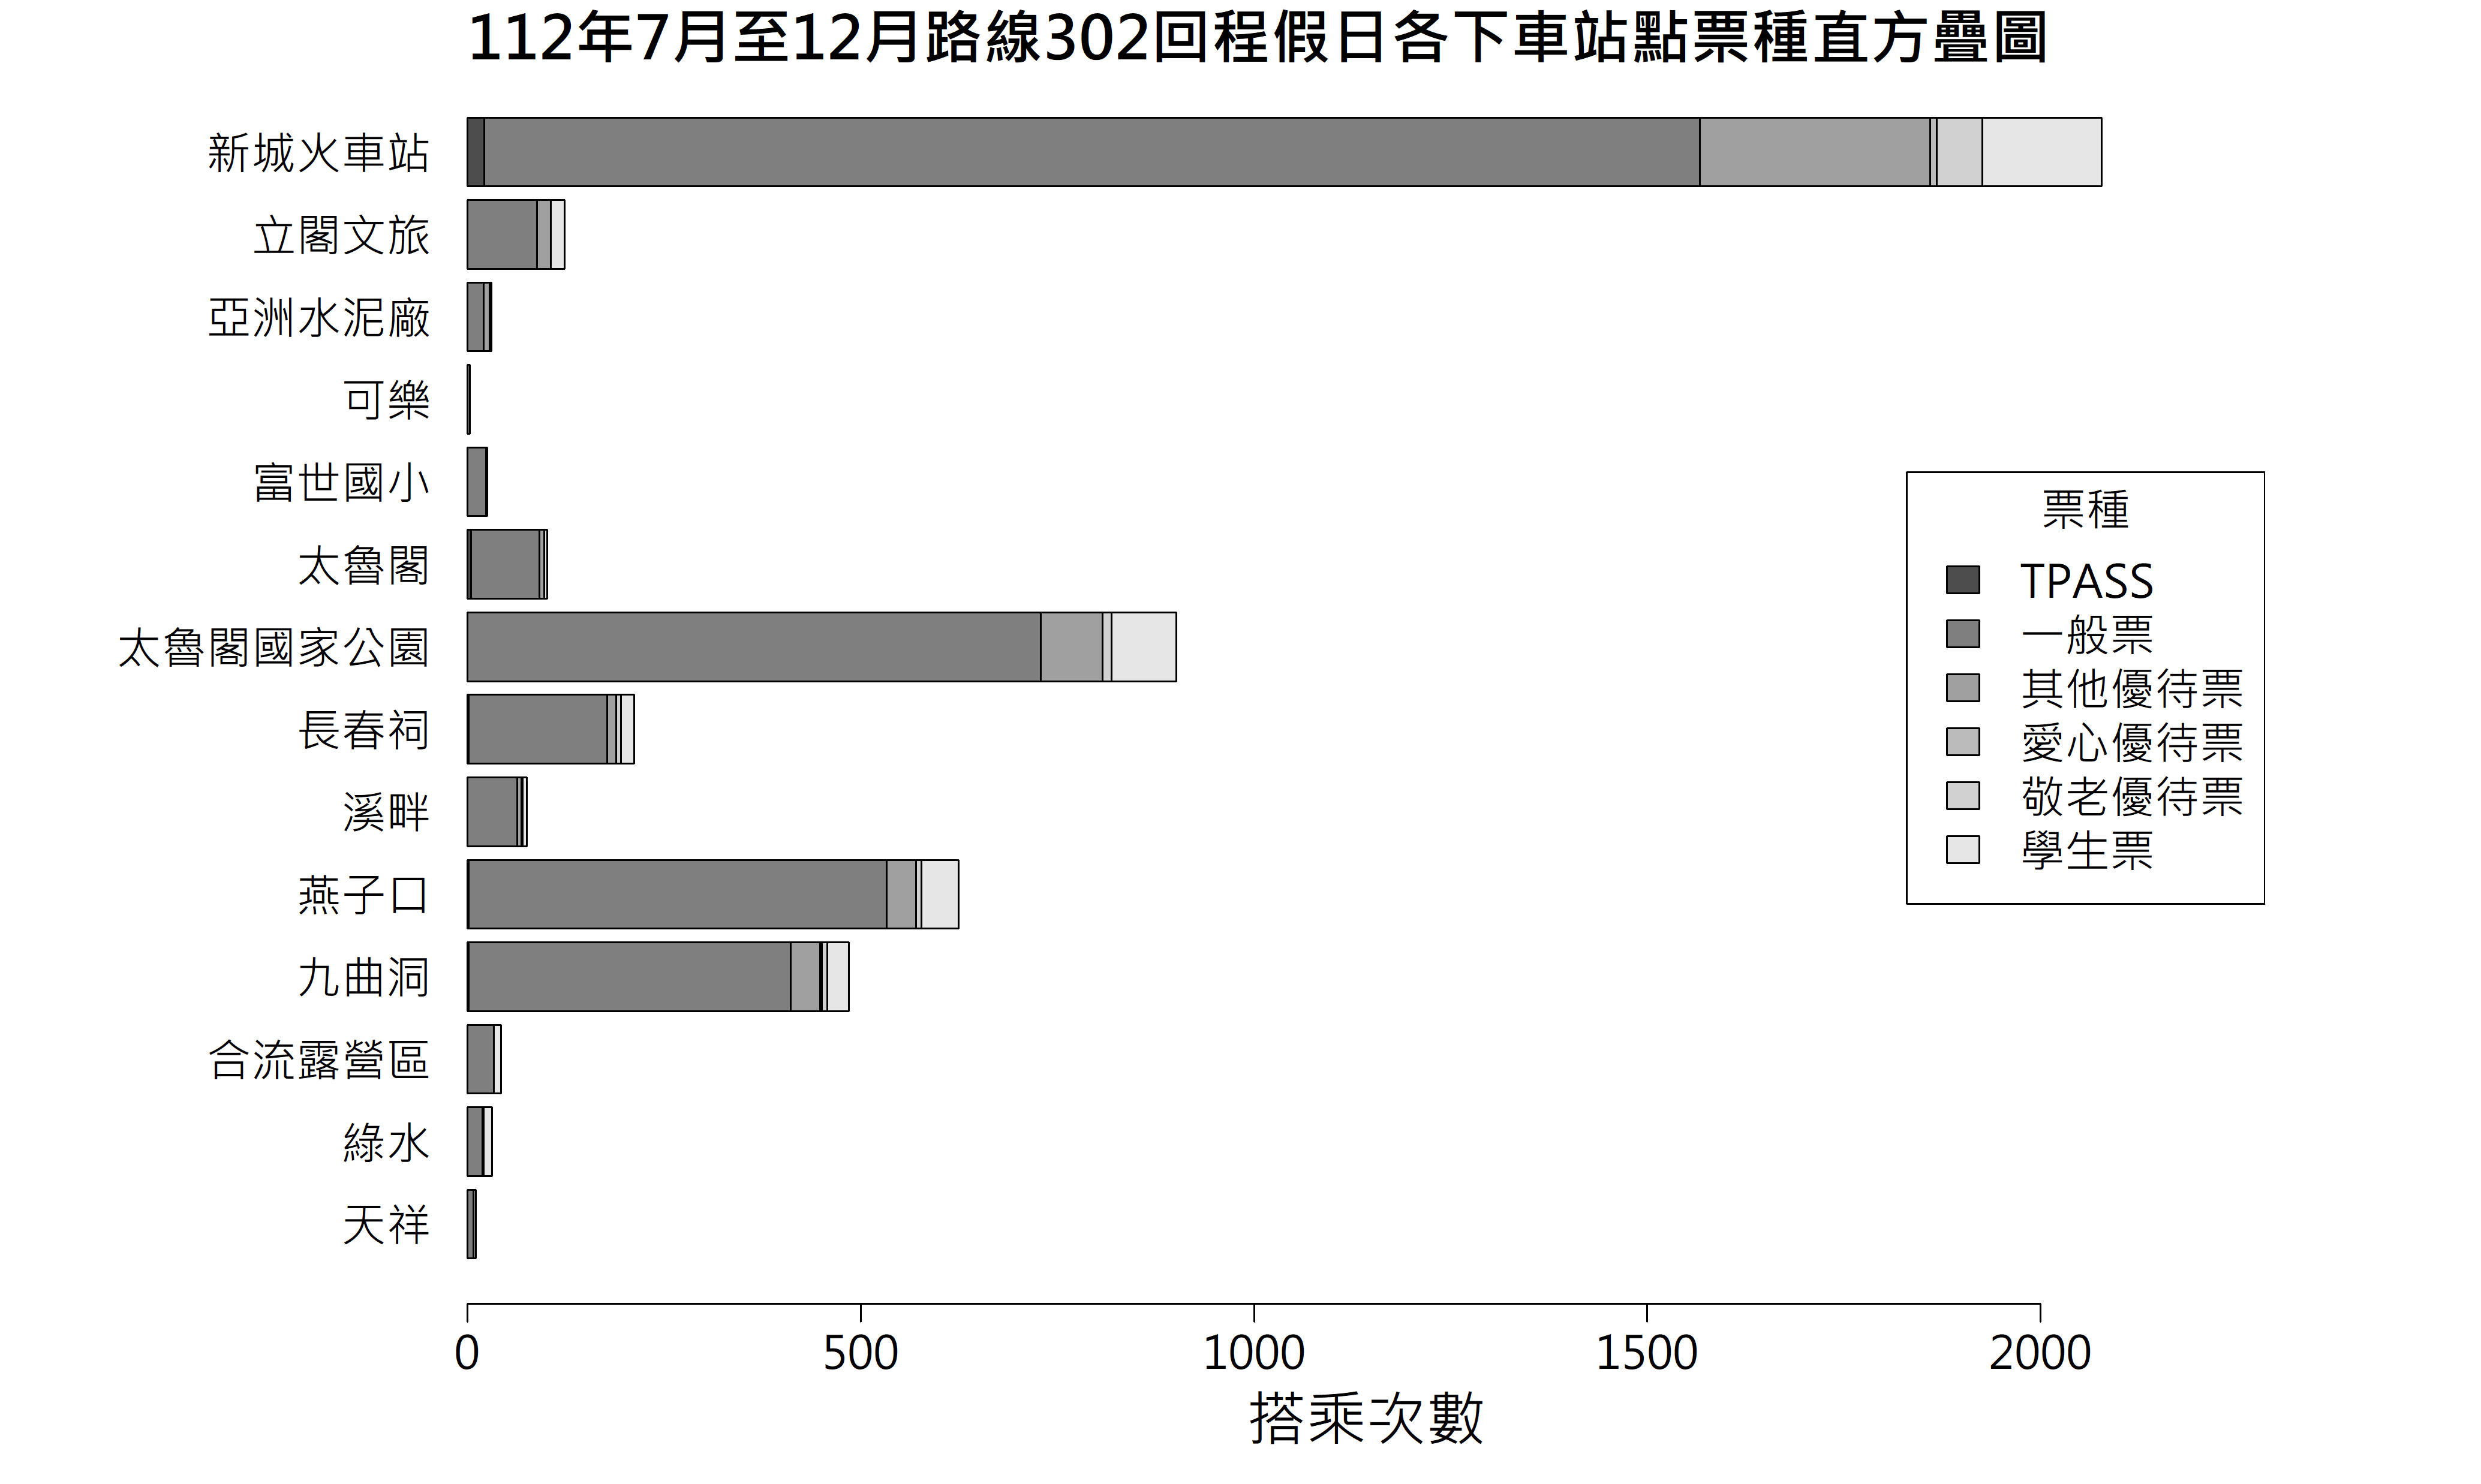 112年7月至12月路線302回程假日各下車站點票種直方疊圖
新城火車站
立閣文旅
亞洲水泥廠
可樂
富世國小
太魯閣
太魯閣國家公園
長春祠
溪畔
燕子口
九曲洞
合流露營區
綠水
天祥
票種
TPASS
一般票
其他優待票
愛心優待票
敬老優待票
學生票
0 500 1000 1500 2000
搭乘次數